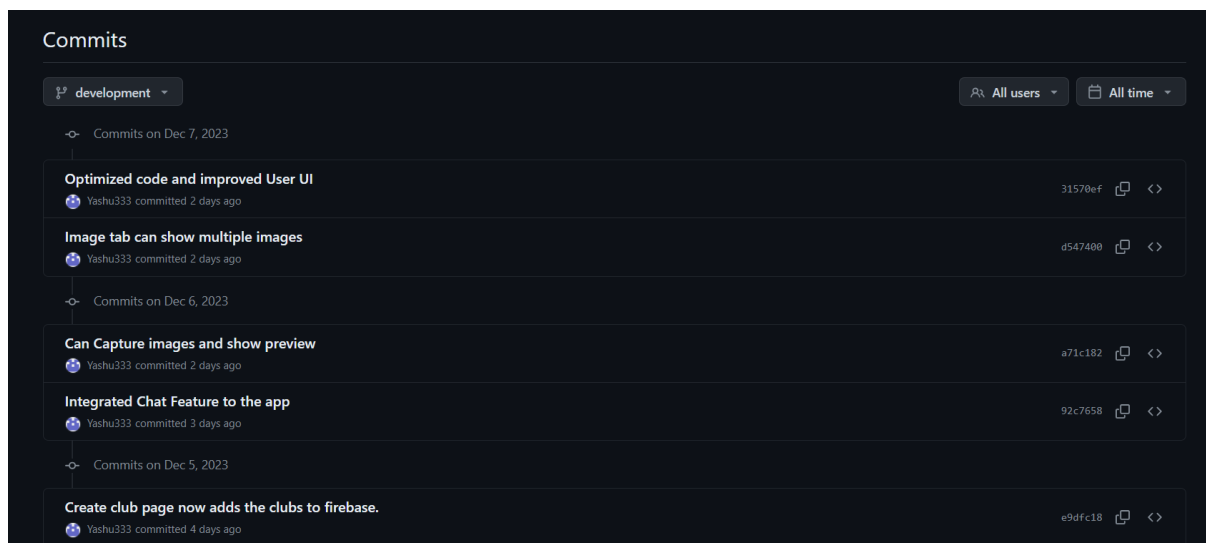 Commits
development
All users
All time
Commits on Dec 7, 2023
Optimized code and improved User UI
31570ef
Yashu333 committed 2 days ago
Image tab can show multiple images
d547400
Yashu333 committed 2 days ago
Commits on Dec 6, 2023
Can Capture images and show preview
a71c182
Yashu333 committed 2 days ago
Integrated Chat Feature to the app
92c7658
Yashu333 committed 3 days ago
Commits on Dec 5, 2023
Create club page now adds the clubs to firebase.
e9dfc18
Yashu333 committed 4 days ago